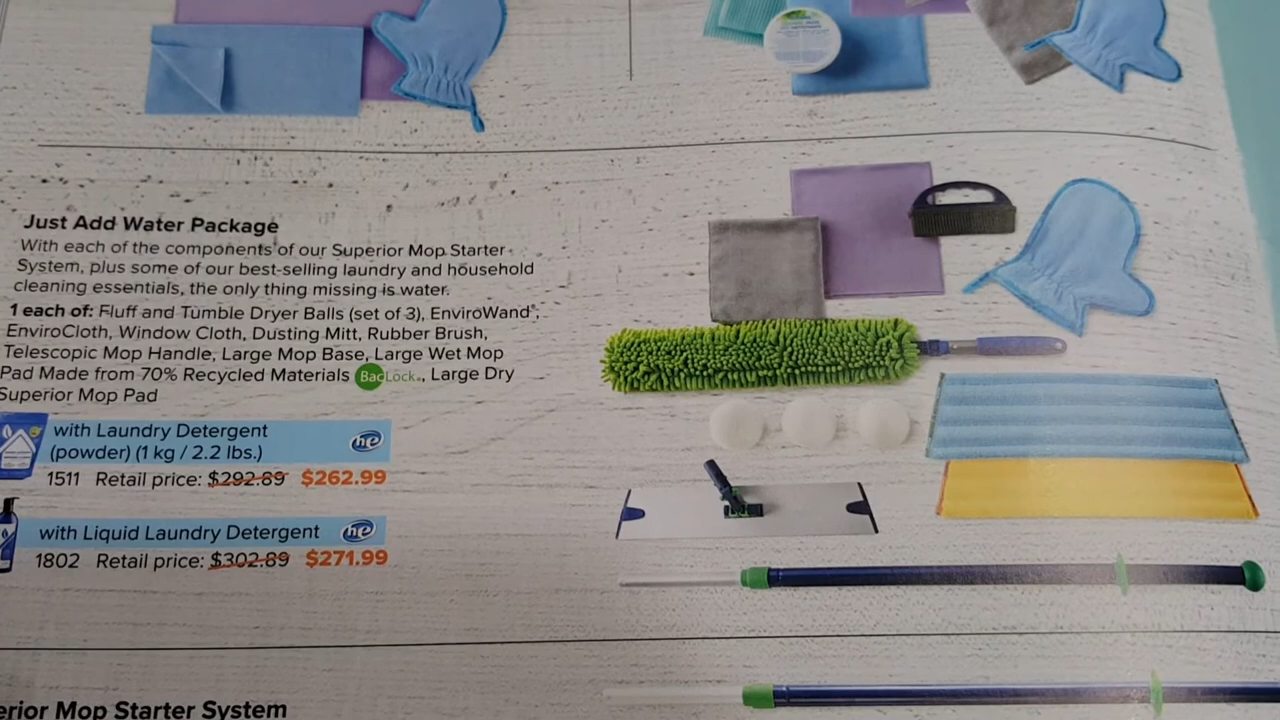 Just Add Water Package
With each of the components of our Superior Mop Starter
System, plus some of our best-selling laundry and household
cleaning essentials, the only thing missing is water.
1 each of: Fluff and Tumble Dryer Balls (set of 3), EnviroWand®,
EnviroCloth, Window Cloth, Dusting Mitt, Rubber Brush,
Telescopic Mop Handle, Large Mop Base, Large Wet Mop
Pad Made from 70% Recycled Materials BacLock®, Large Dry
Superior Mop Pad
with Laundry Detergent
(powder) (1 kg / 2.2 lbs.)
he
1511 Retail price: $292.89 $262.99
with Liquid Laundry Detergent he
1802 Retail price: $302.89 $271.99
erior Mop Starter System